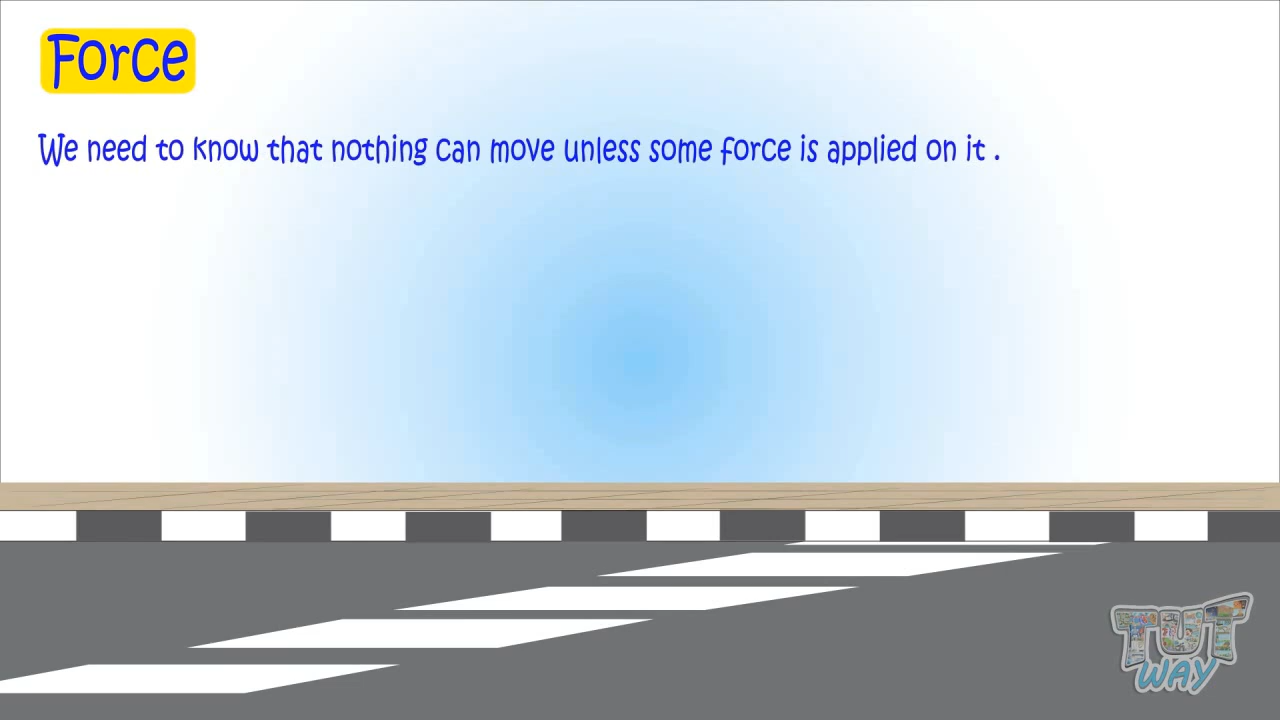 Force
We need to know that nothing can move unless some force is applied on it .
TUT
WAY